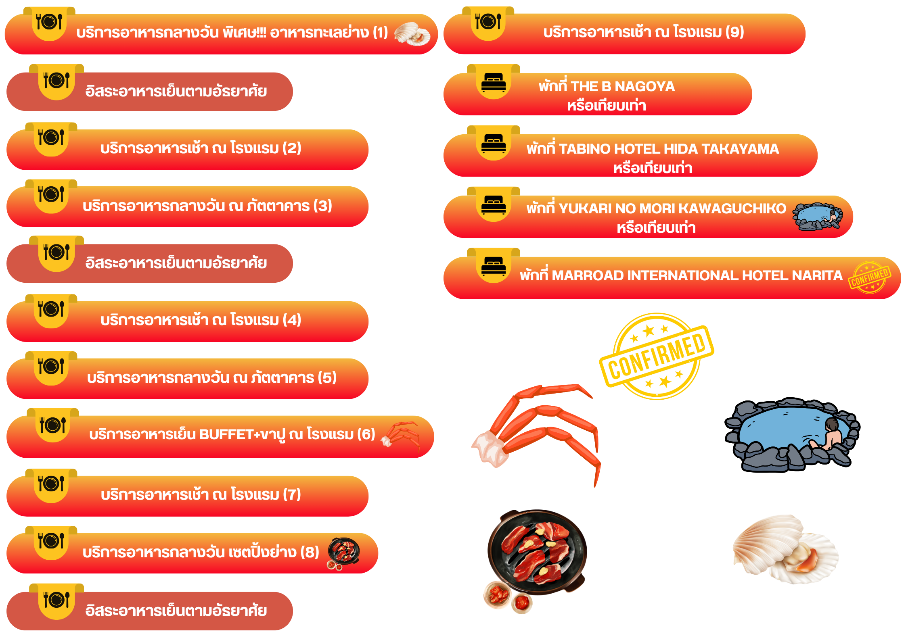 บริการอาหารกลางวัน พิเศษ!!! อาหารทะเลย่าง (1)
อิสระอาหารเย็นตามอัธยาศัย
บริการอาหารเช้า ณ โรงแรม (2)
บริการอาหารกลางวัน ณ ภัตตาคาร (3)
อิสระอาหารเย็นตามอัธยาศัย
บริการอาหารเช้า ณ โรงแรม (4)
บริการอาหารกลางวัน ณ ภัตตาคาร (5)
บริการอาหารเย็น BUFFET+ขาปู ณ โรงแรม (6)
บริการอาหารเช้า ณ โรงแรม (7)
บริการอาหารกลางวัน เซตปิ้งย่าง (8)
อิสระอาหารเย็นตามอัธยาศัย
บริการอาหารเช้า ณ โรงแรม (9)
พักที่ THE B NAGOYA
หรือเทียบเท่า
พักที่ TABINO HOTEL HIDA TAKAYAMA
หรือเทียบเท่า
พักที่ YUKARI NO MORI KAWAGUCHIKO
หรือเทียบเท่า
พักที่ MARROAD INTERNATIONAL HOTEL NARITA
CONFIRMED
CONFIRMED